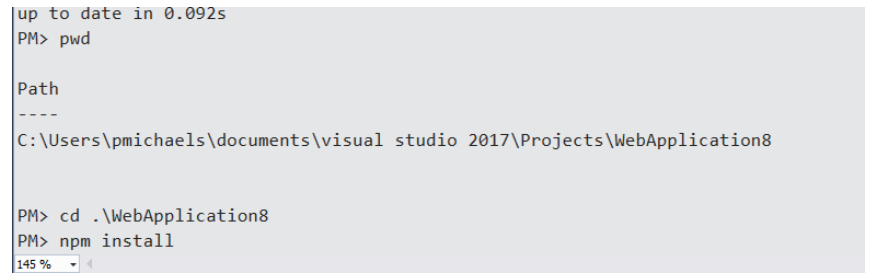 up to date in 0.092s
PM> pwd
Path
----
C:\Users\pmichaels\documents\visual studio 2017\Projects\WebApplication8
PM> cd .\WebApplication8
PM> npm install
145 %